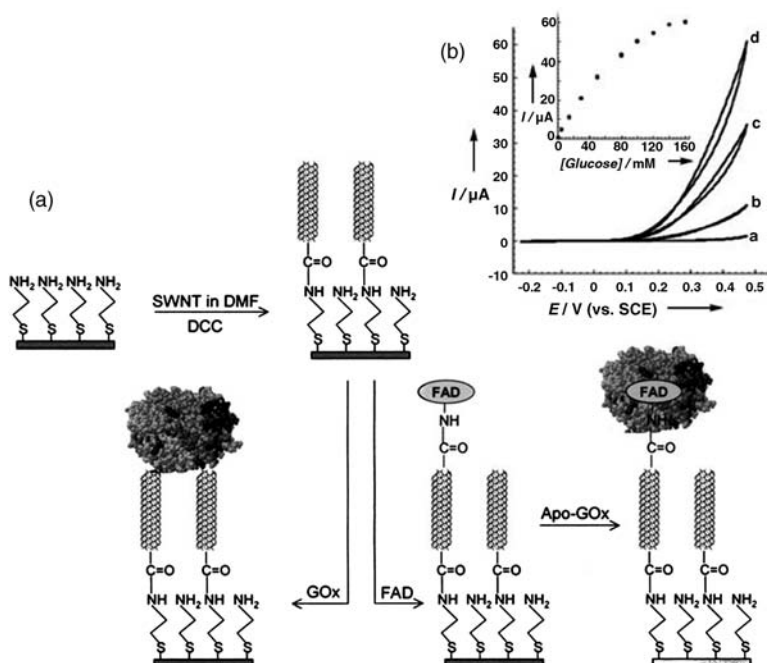 (a)
NH2 NH2 NH2 NH2
S S S S
SWNT in DMF
DCC
C=O C=O
NH NH2 NH NH2
S S S S
(b)
60
50
40
30
20
10
0
-10
I / µA
-0.2 -0.1 0 0.1 0.2 0.3 0.4 0.5
E / V (vs. SCE)
60
40
20
0
I / µA
0 40 80 120 160
[Glucose] / mM
d
c
b
a
GOx
FAD
C=O C=O
NH NH2 NH NH2
S S S S
FAD
NH
C=O
C=O C=O
NH NH2 NH NH2
S S S S
Apo-GOx
FAD
NH
C=O
C=O C=O
NH NH2 NH NH2
S S S S